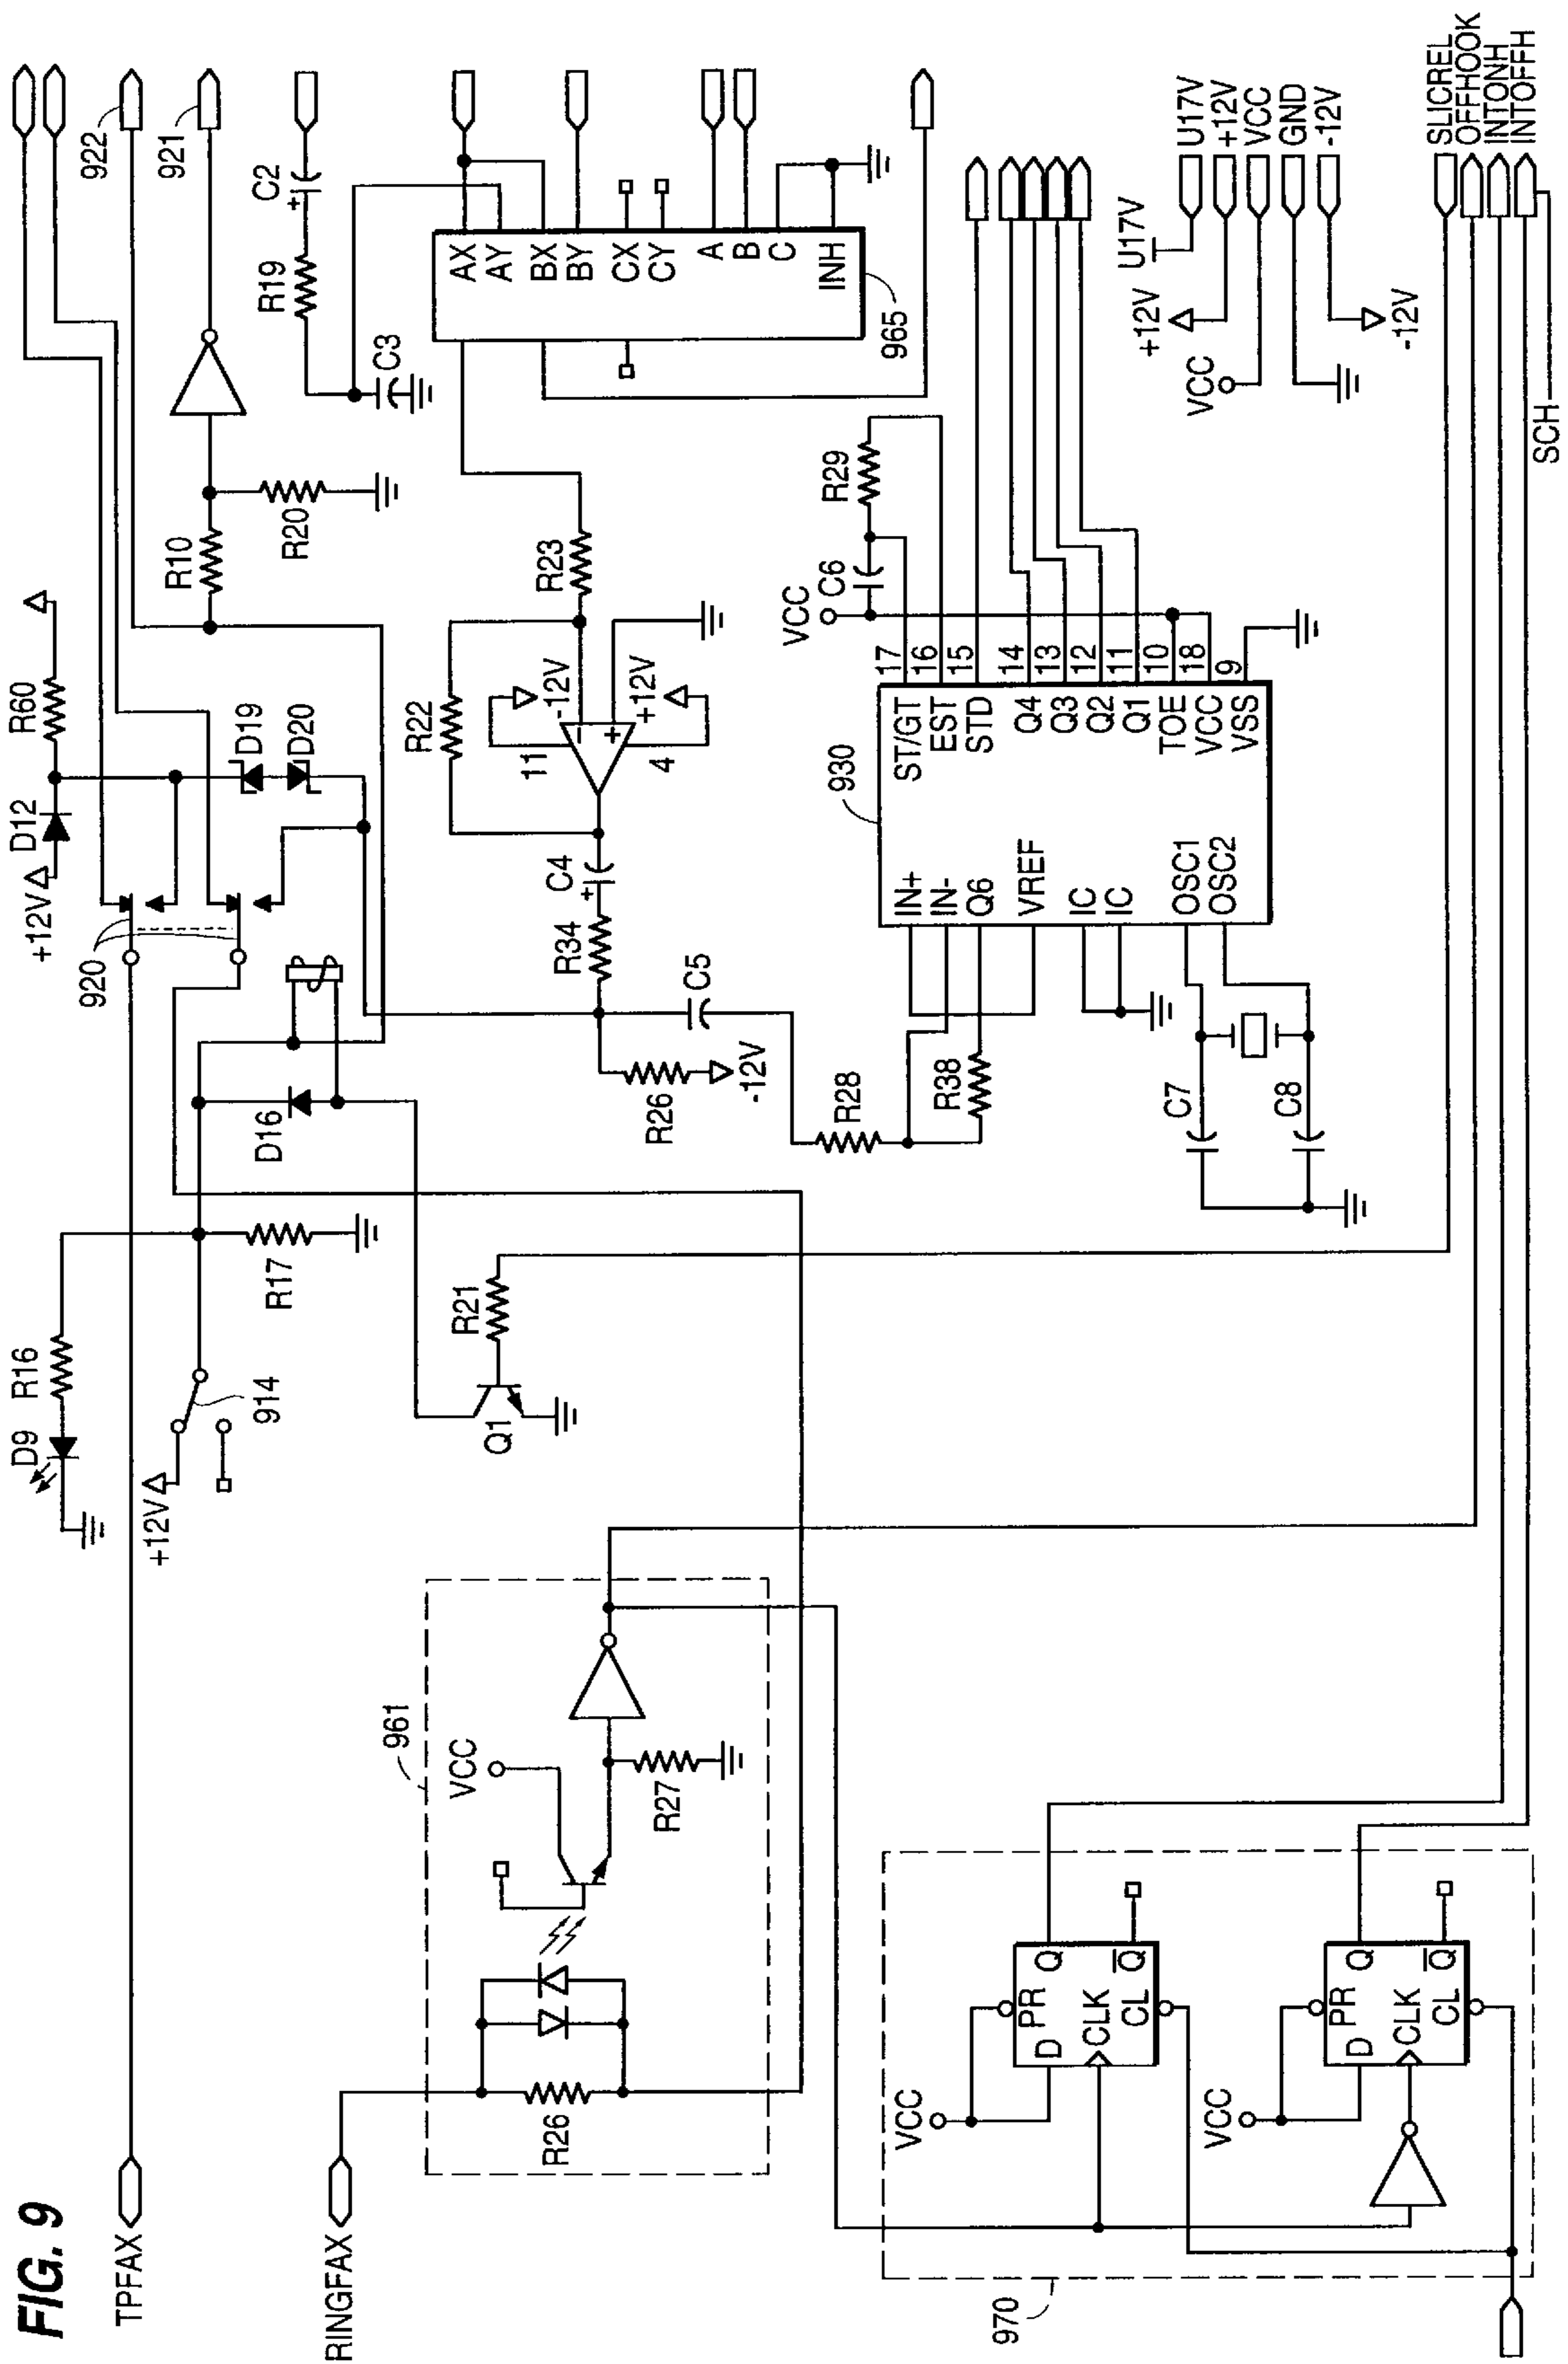 FIG. 9
TPFAX
RINGFAX
+12V
D9
R16
914
R17
D16
920
+12V
D12
R60
D19
D20
R10
R20
922
921
C2
R19
C3
AX
AY
BX
BY
CX
CY
A
B
C
INH
965
R23
R22
-12V
+12V
11
4
-
+
C4
+
+
R34
C5
R26
-12V
R28
R38
Q1
R21
961
VCC
R26
R27
930
IN+
IN-
Q6
VREF
IC
IC
OSC1
OSC2
ST/GT
EST
STD
Q4
Q3
Q2
Q1
TOE
VCC
VSS
17
16
15
14
13
12
11
10
18
9
VCC
C6
R29
C7
C8
U17V
+12V
VCC
-12V
U17V
+12V
VCC
GND
-12V
SLICREL
OFFHOOK
INTONH
INTOFFH
SCH
970
VCC
D
PR
Q
CLK
CL
Q̅
VCC
D
PR
Q
CLK
CL
Q̅